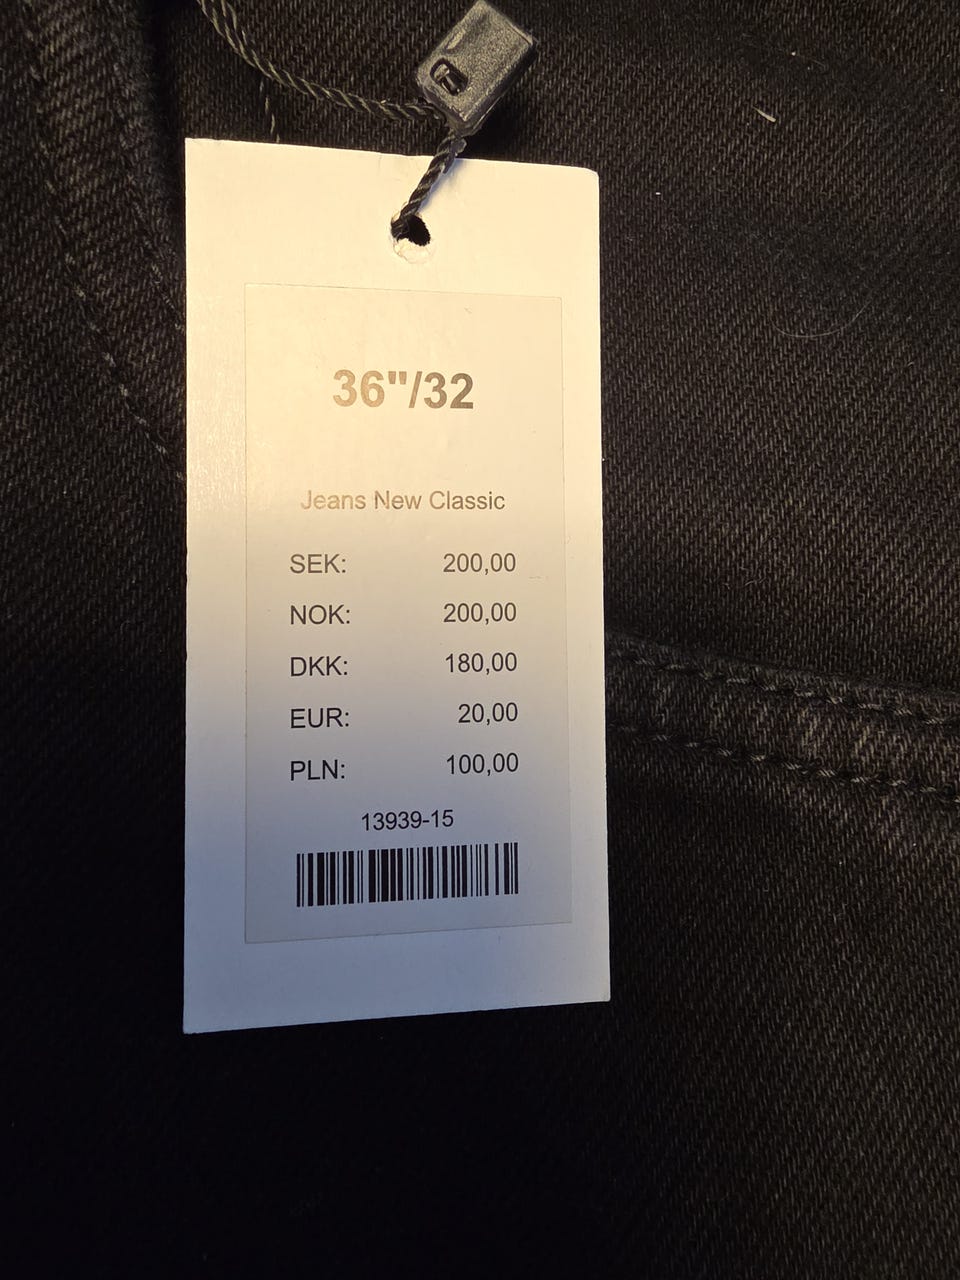 36"/32
Jeans New Classic
SEK: 200,00
NOK: 200,00
DKK: 180,00
EUR: 20,00
PLN: 100,00
13939-15